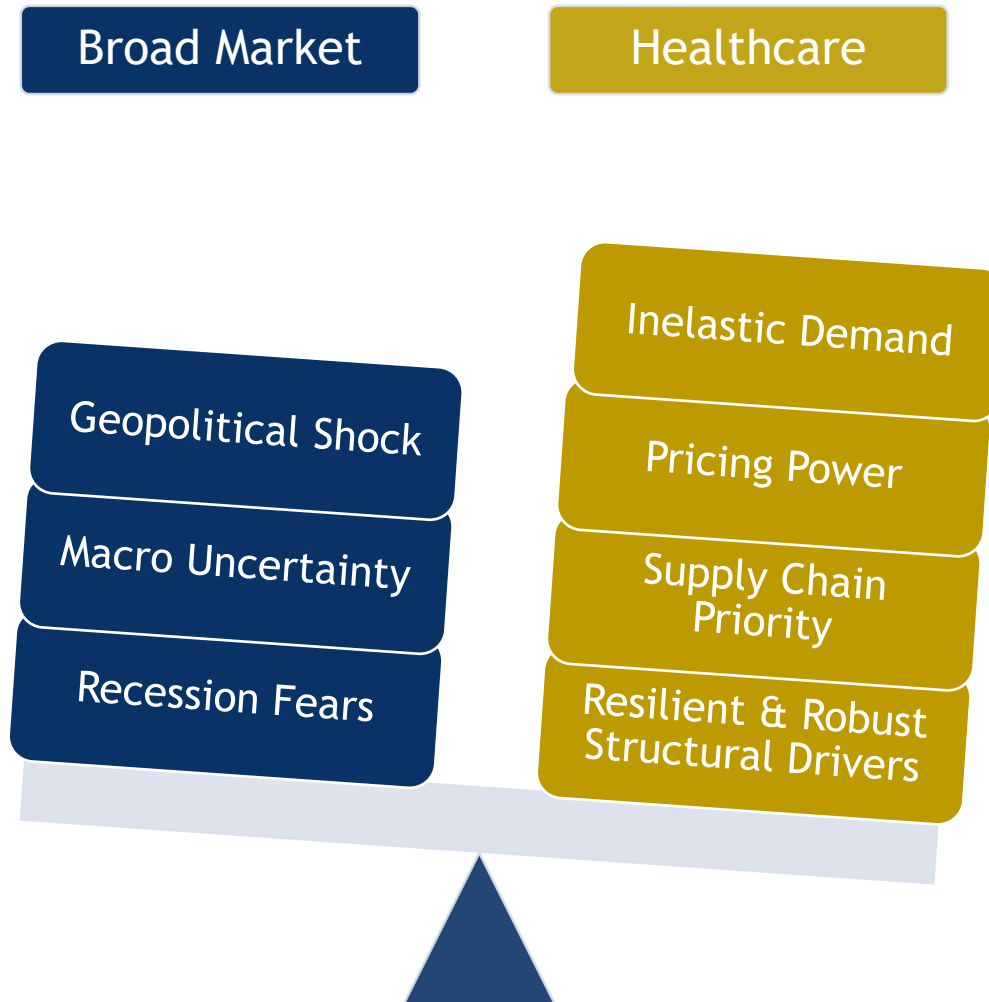 Broad Market
Healthcare
Geopolitical Shock
Macro Uncertainty
Recession Fears
Inelastic Demand
Pricing Power
Supply Chain
Priority
Resilient & Robust
Structural Drivers